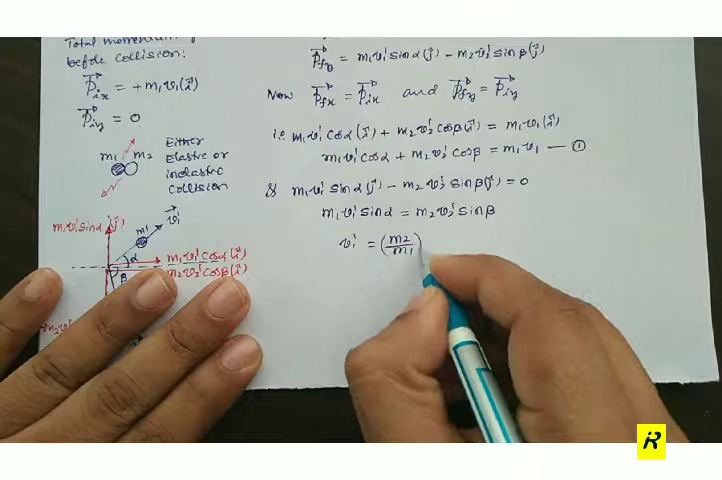 Total momentum
before collision:
P⃗ix = +m₁v₁(i⃗)
P⃗iy = 0
m₁ m₂
Either
Elastic or
inelastic
collision
m₁v₁'sinα(j⃗)
m₁ v⃗₁'
α
m₁v₁'cosα(i⃗)
β
m₂v₂'cosβ(i⃗)
P⃗fy = m₁v₁'sinα(j⃗) − m₂v₂'sinβ(j⃗)
Now P⃗fx = P⃗ix and P⃗fy = P⃗iy
i.e m₁v₁'cosα(i⃗) + m₂v₂'cosβ(i⃗) = m₁v₁(i⃗)
m₁v₁'cosα + m₂v₂'cosβ = m₁v₁ — ①
& m₁v₁'sinα(j⃗) − m₂v₂'sinβ(j⃗) = 0
m₁v₁'sinα = m₂v₂'sinβ
v₁' = (m₂/m₁)
R